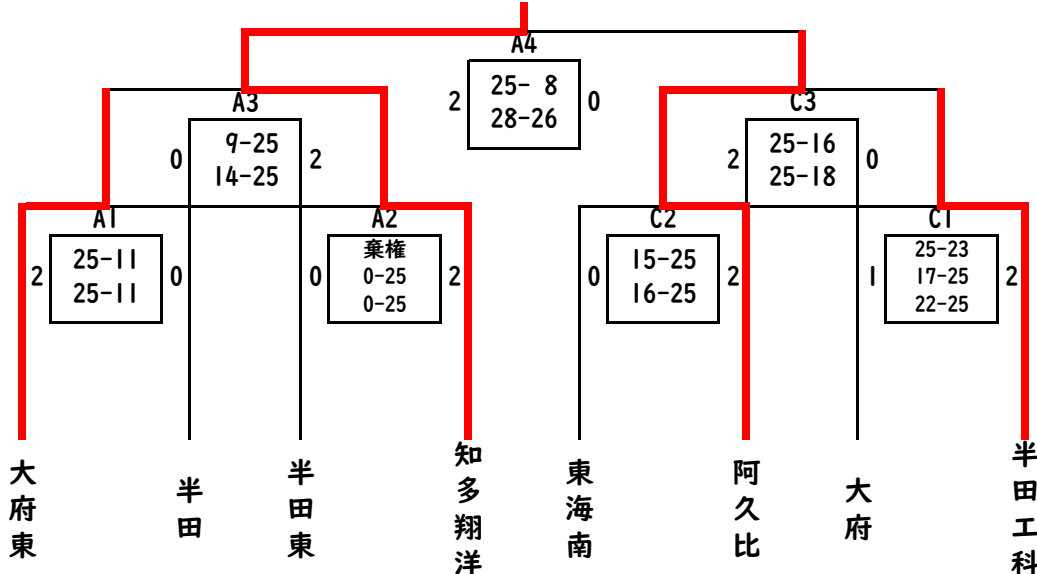 A4
2 25- 8 0
28-26
A3
0 9-25 2
14-25
C3
2 25-16 0
25-18
A1
2 25-11 0
25-11
A2
棄権
0 0-25 2
0-25
C2
0 15-25 2
16-25
C1
25-23
1 17-25 2
22-25
大府東
半田
半田東
知多翔洋
東海南
阿久比
大府
半田工科